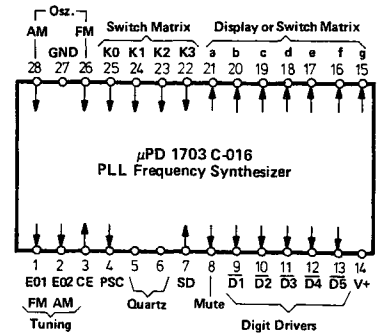 Osz.
AM FM Switch Matrix Display or Switch Matrix
GND K0 K1 K2 K3 a b c d e f g
28 27 26 25 24 23 22 21 20 19 18 17 16 15
µPD 1703 C-016
PLL Frequency Synthesizer
1 2 3 4 5 6 7 8 9 10 11 12 13 14
E01 E02 CE PSC SD D1 D2 D3 D4 D5 V+
FM AM Quartz Mute
Tuning Digit Drivers